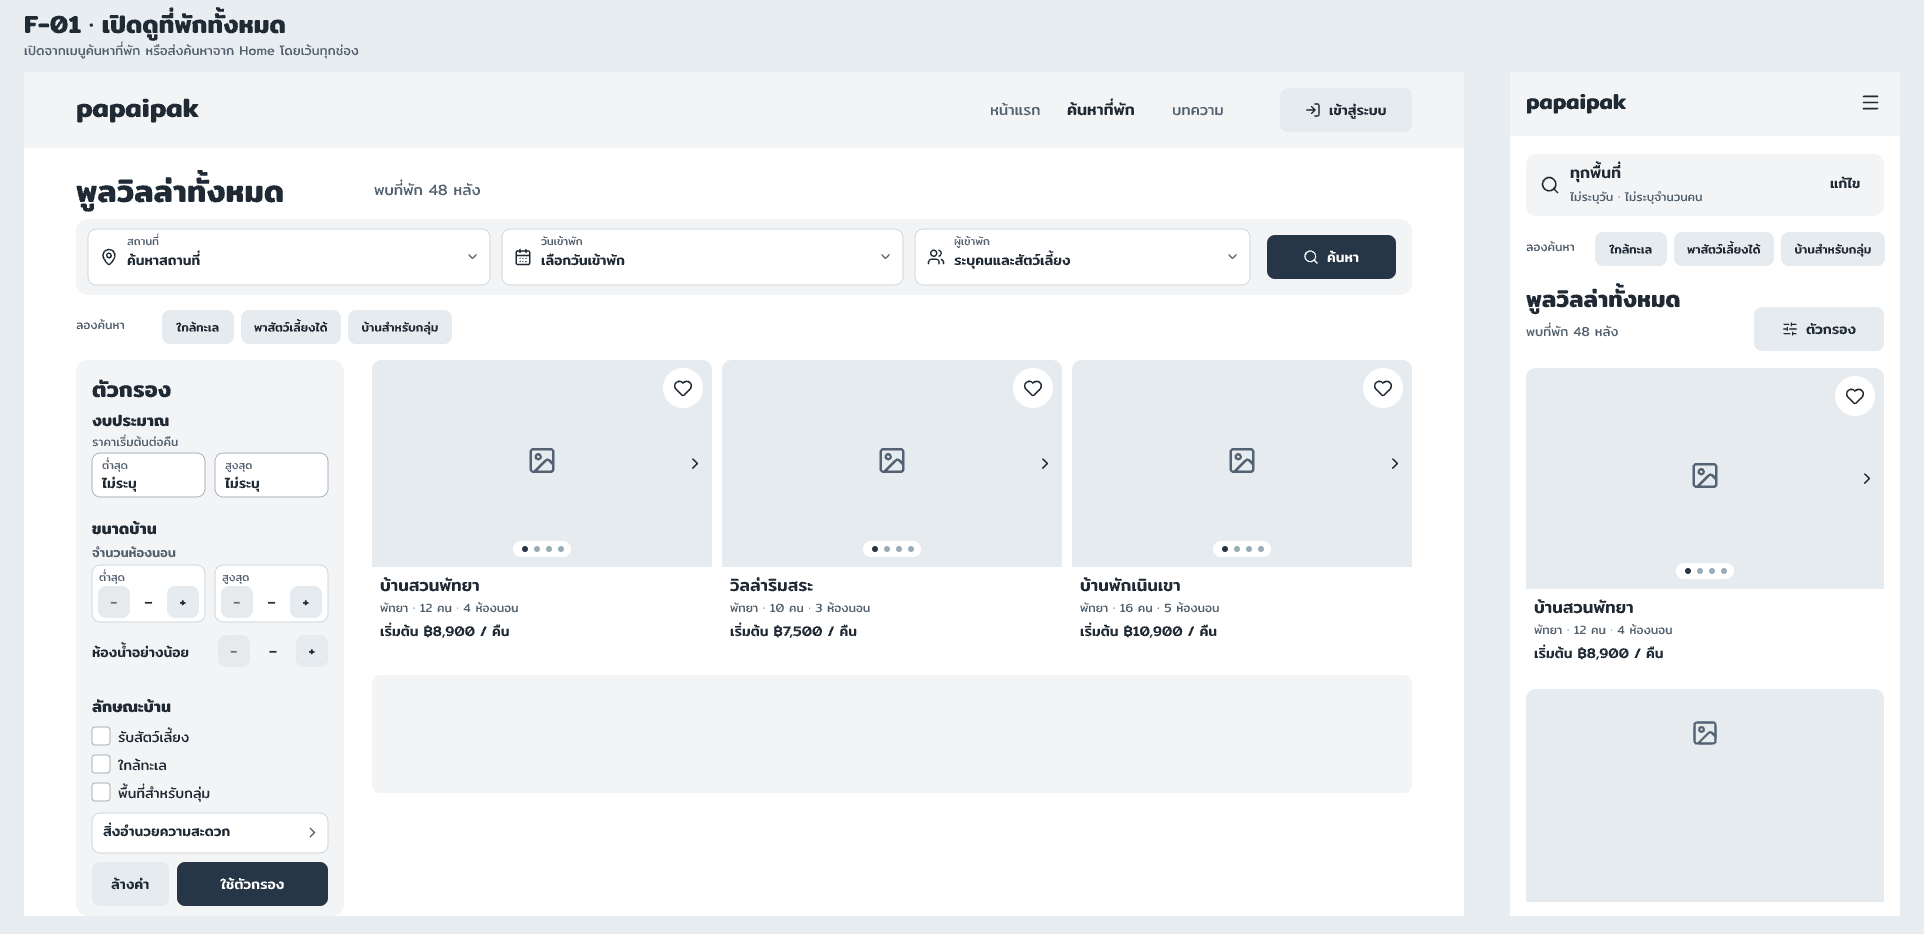 F-01 · เปิดดูที่พักทั้งหมด
เปิดจากเมนูค้นหาที่พัก หรือส่งค้นหาจาก Home โดยเว้นทุกช่อง
papaipak
หน้าแรก
ค้นหาที่พัก
บทความ
เข้าสู่ระบบ
พูลวิลล่าทั้งหมด
พบที่พัก 48 หลัง
สถานที่
ค้นหาสถานที่
วันเข้าพัก
เลือกวันเข้าพัก
ผู้เข้าพัก
ระบุคนและสัตว์เลี้ยง
ค้นหา
ลองค้นหา
ใกล้ทะเล
พาสัตว์เลี้ยงได้
บ้านสำหรับกลุ่ม
ตัวกรอง
งบประมาณ
ราคาเริ่มต้นต่อคืน
ต่ำสุด
ไม่ระบุ
สูงสุด
ไม่ระบุ
ขนาดบ้าน
จำนวนห้องนอน
ต่ำสุด
− – +
สูงสุด
− – +
ห้องน้ำอย่างน้อย
− – +
ลักษณะบ้าน
รับสัตว์เลี้ยง
ใกล้ทะเล
พื้นที่สำหรับกลุ่ม
สิ่งอำนวยความสะดวก
ล้างค่า
ใช้ตัวกรอง
บ้านสวนพัทยา
พัทยา · 12 คน · 4 ห้องนอน
เริ่มต้น ฿8,900 / คืน
วิลล่าริมสระ
พัทยา · 10 คน · 3 ห้องนอน
เริ่มต้น ฿7,500 / คืน
บ้านพักเนินเขา
พัทยา · 16 คน · 5 ห้องนอน
เริ่มต้น ฿10,900 / คืน
papaipak
ทุกพื้นที่
ไม่ระบุวัน · ไม่ระบุจำนวนคน
แก้ไข
ลองค้นหา
ใกล้ทะเล
พาสัตว์เลี้ยงได้
บ้านสำหรับกลุ่ม
พูลวิลล่าทั้งหมด
พบที่พัก 48 หลัง
ตัวกรอง
บ้านสวนพัทยา
พัทยา · 12 คน · 4 ห้องนอน
เริ่มต้น ฿8,900 / คืน